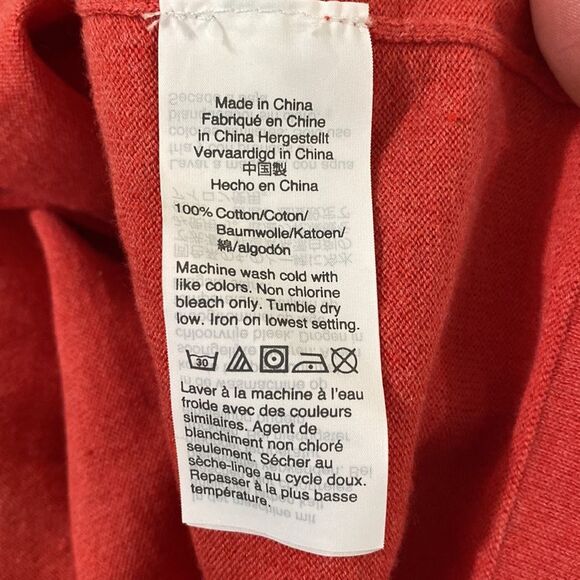 Made in China
Fabriqué en Chine
in China Hergestellt
Vervaardigd in China
中国製
Hecho en China
100% Cotton/Coton/
Baumwolle/Katoen/
綿/algodón
Machine wash cold with
like colors. Non chlorine
bleach only. Tumble dry
low. Iron on lowest setting.
30
Laver à la machine à l'eau
froide avec des couleurs
similaires. Agent de
blanchiment non chloré
seulement. Sécher au
sèche-linge au cycle doux.
Repasser à la plus basse
température.